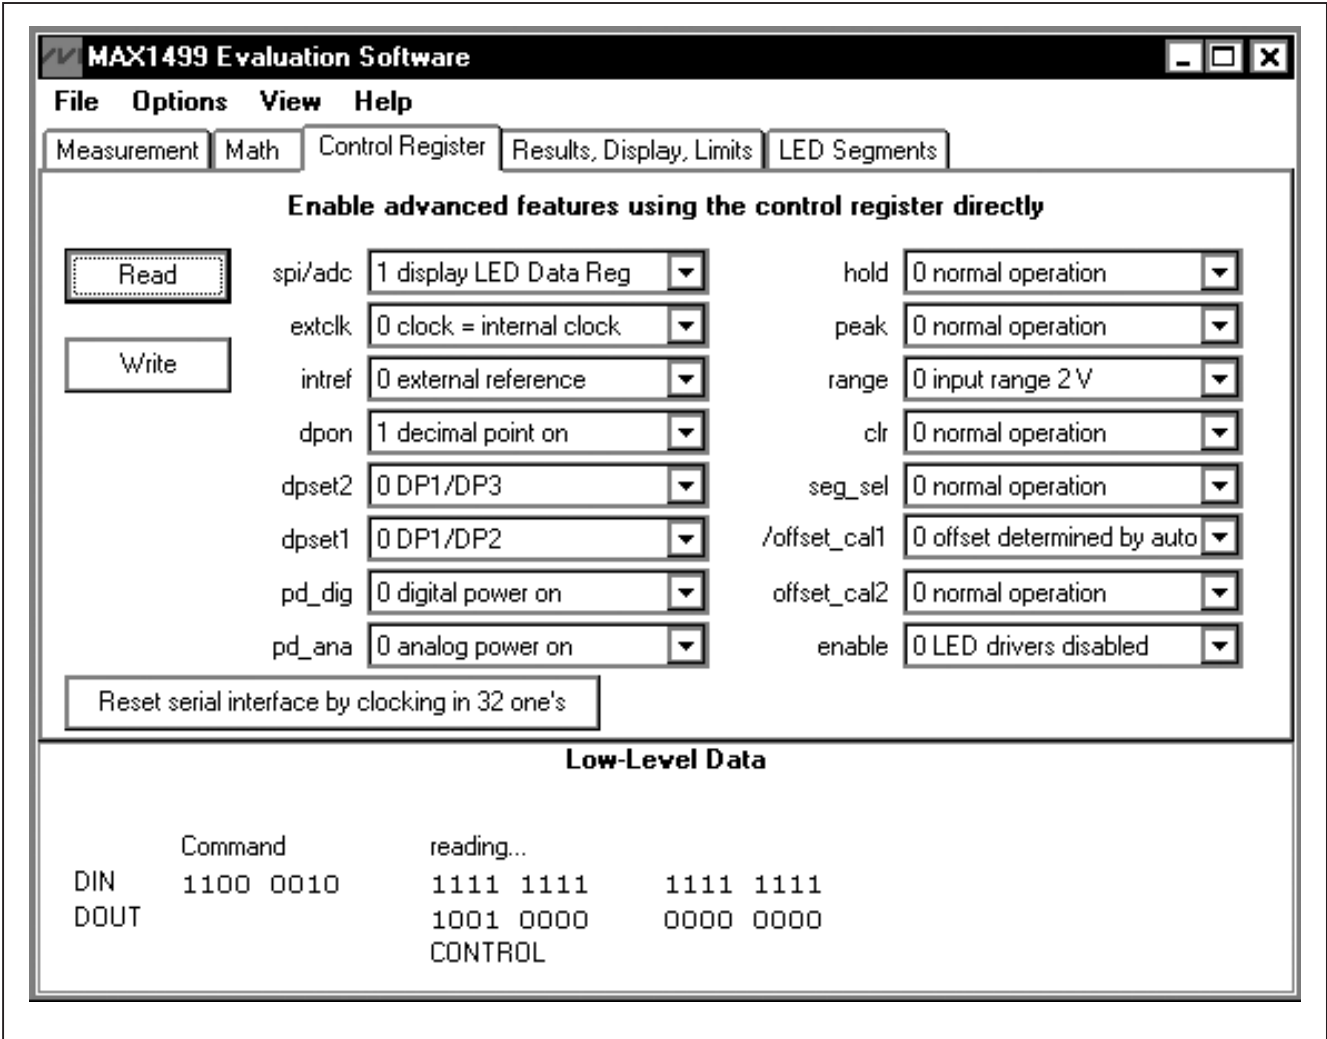 MAX1499 Evaluation Software
File Options View Help
Measurement Math Control Register Results, Display, Limits LED Segments
Enable advanced features using the control register directly
Read spi/adc 1 display LED Data Reg hold 0 normal operation
extclk 0 clock = internal clock peak 0 normal operation
Write intref 0 external reference range 0 input range 2 V
dpon 1 decimal point on clr 0 normal operation
dpset2 0 DP1/DP3 seg_sel 0 normal operation
dpset1 0 DP1/DP2 /offset_cal1 0 offset determined by auto
pd_dig 0 digital power on offset_cal2 0 normal operation
pd_ana 0 analog power on enable 0 LED drivers disabled
Reset serial interface by clocking in 32 one's
Low-Level Data
Command reading...
DIN 1100 0010 1111 1111 1111 1111
DOUT 1001 0000 0000 0000
CONTROL